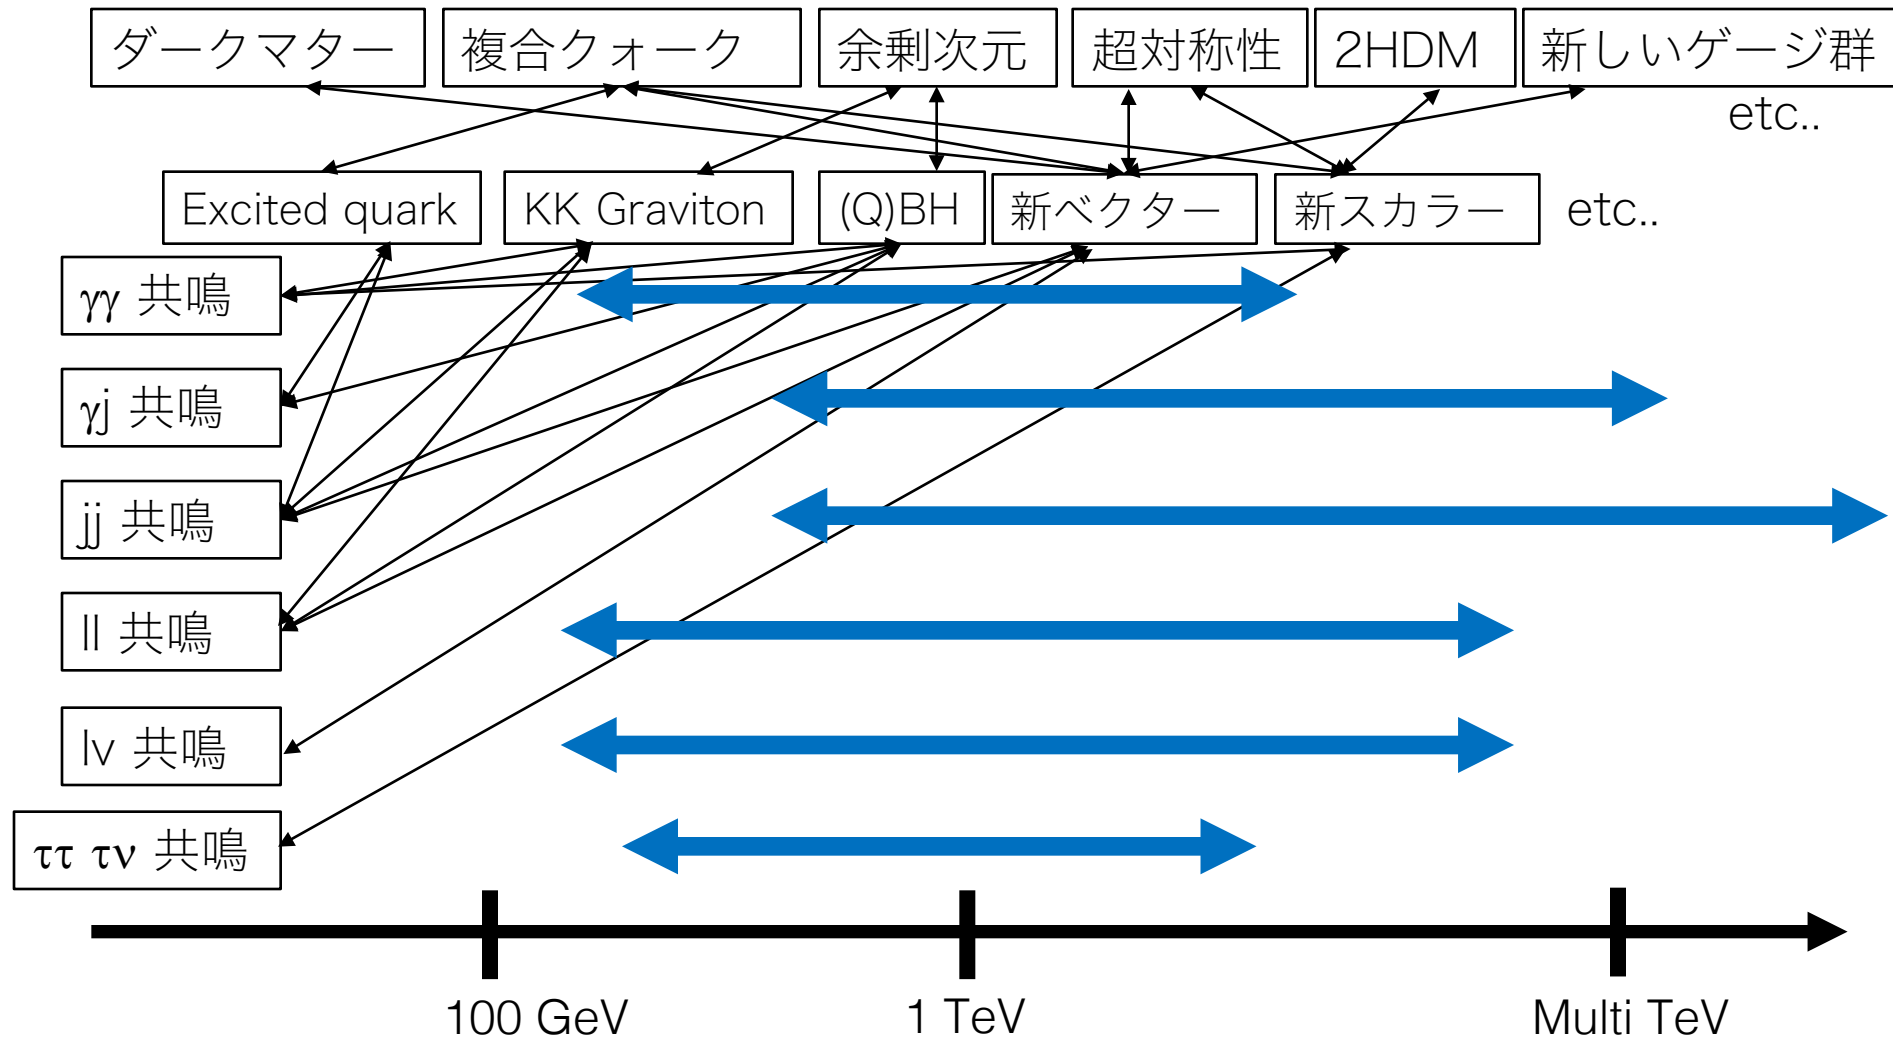 ダークマター
複合クォーク
余剰次元
超対称性
2HDM
新しいゲージ群
etc..
Excited quark
KK Graviton
(Q)BH
新ベクター
新スカラー
etc..
γγ 共鳴
γj 共鳴
jj 共鳴
ll 共鳴
lv 共鳴
ττ τν 共鳴
100 GeV
1 TeV
Multi TeV